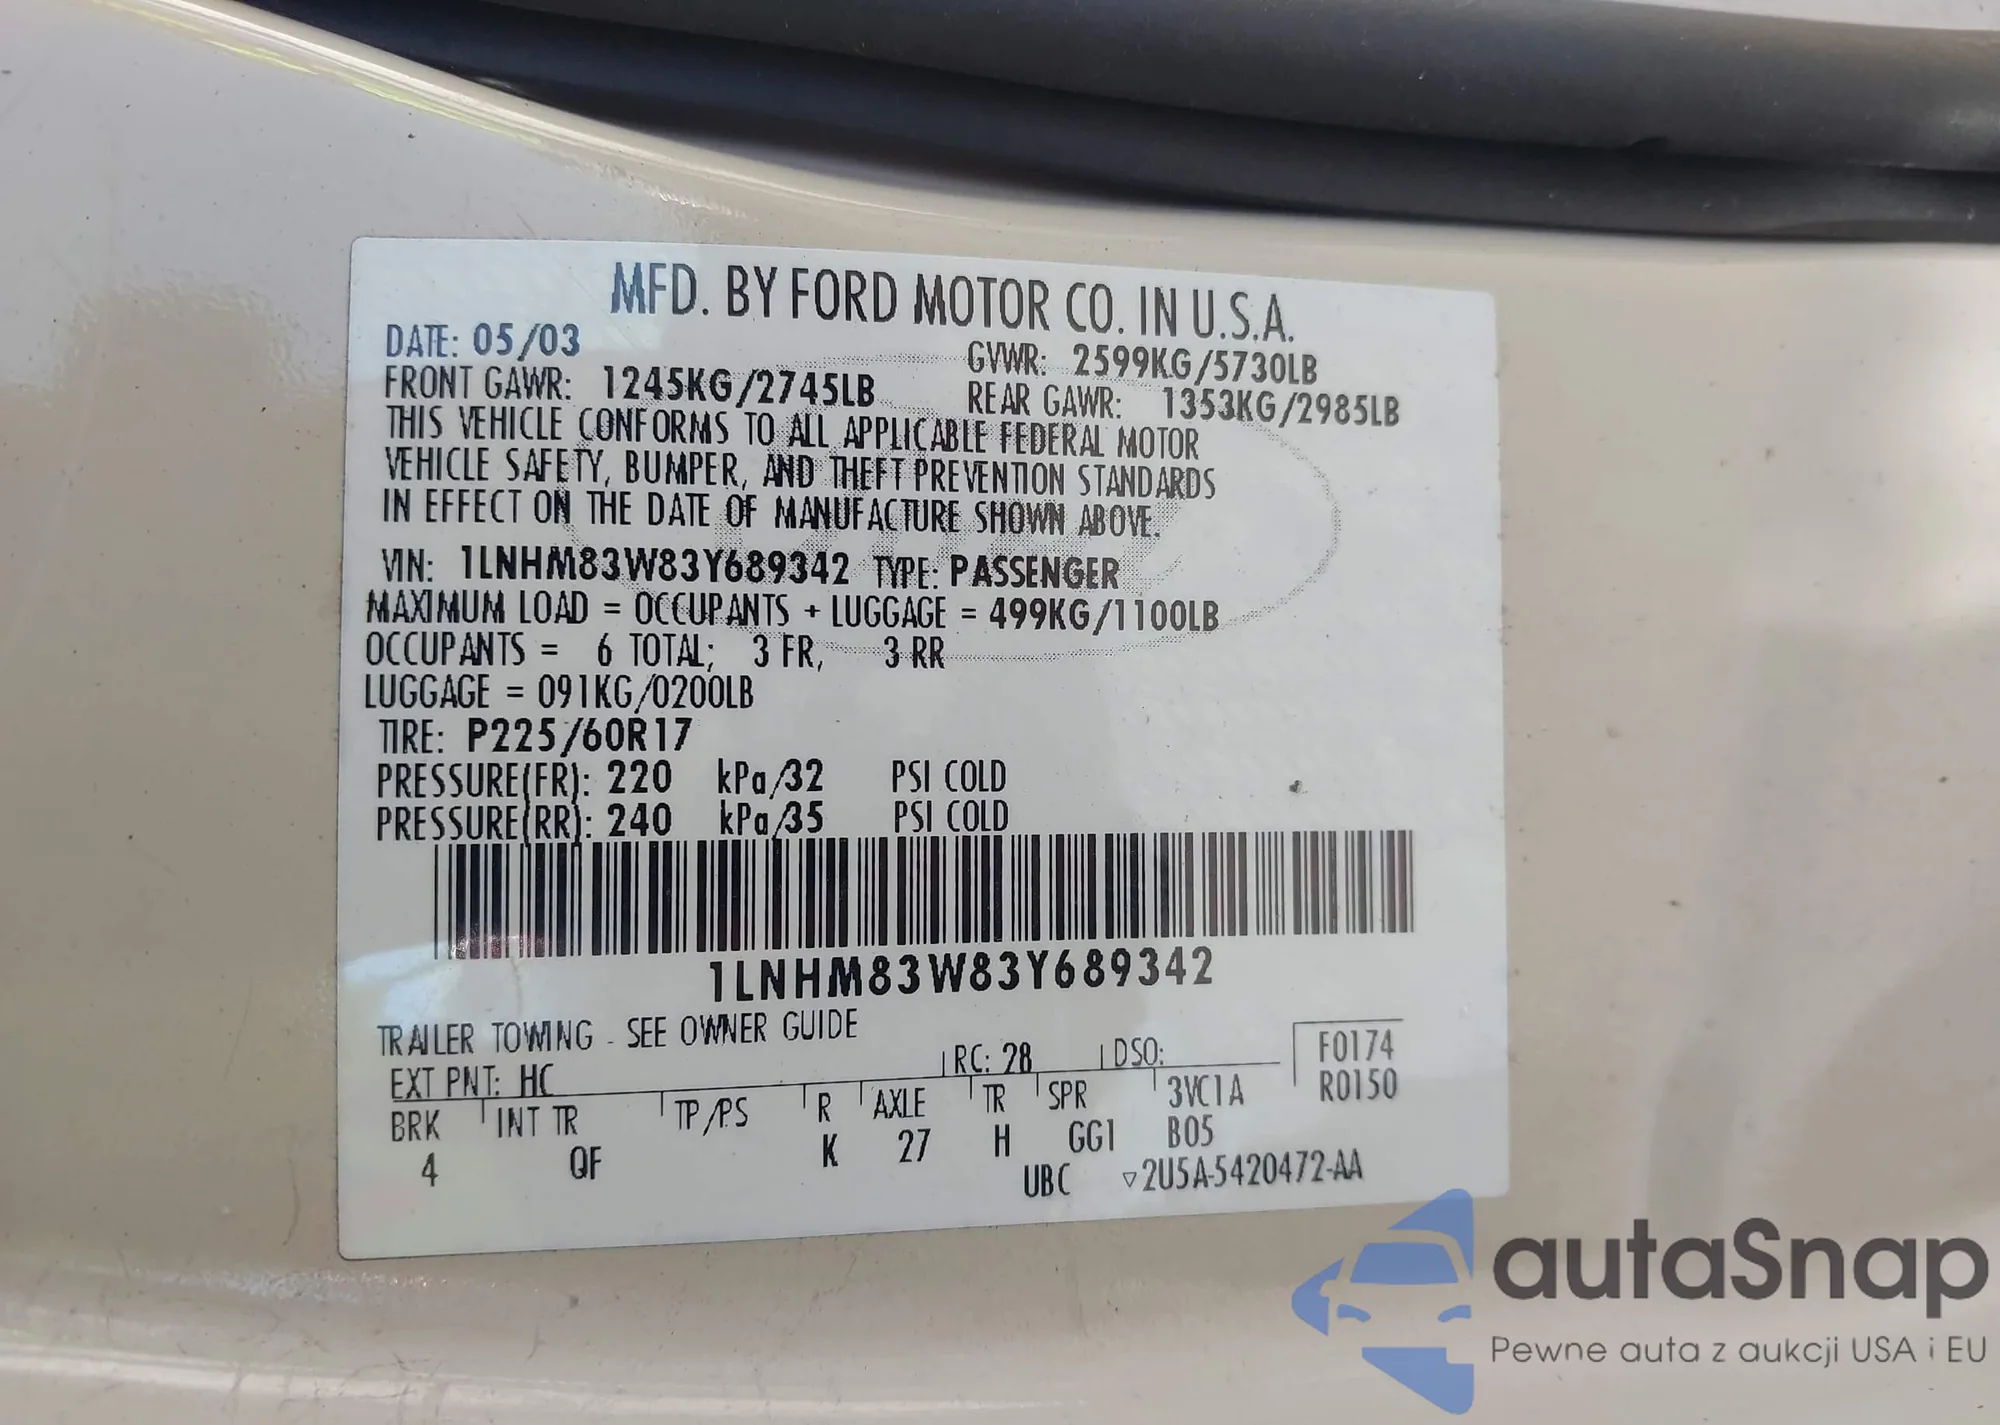 MFD. BY FORD MOTOR CO. IN U.S.A.
DATE: 05/03 GVWR: 2599KG/5730LB
FRONT GAWR: 1245KG/2745LB REAR GAWR: 1353KG/2985LB
THIS VEHICLE CONFORMS TO ALL APPLICABLE FEDERAL MOTOR
VEHICLE SAFETY, BUMPER, AND THEFT PREVENTION STANDARDS
IN EFFECT ON THE DATE OF MANUFACTURE SHOWN ABOVE.
VIN: 1LNHM83W83Y689342 TYPE: PASSENGER
MAXIMUM LOAD = OCCUPANTS + LUGGAGE = 499KG/1100LB
OCCUPANTS = 6 TOTAL; 3 FR, 3 RR
LUGGAGE = 091KG/0200LB
TIRE: P225/60R17
PRESSURE(FR): 220 kPa/32 PSI COLD
PRESSURE(RR): 240 kPa/35 PSI COLD
1LNHM83W83Y689342
TRAILER TOWING - SEE OWNER GUIDE
EXT PNT: HC RC: 28 DSO: F0174
BRK INT TR TP/PS R AXLE TR SPR 3VC1A R0150
4 QF K 27 H GG1 B05
UBC ▽2U5A-5420472-AA
autaSnap
Pewne auta z aukcji USA i EU